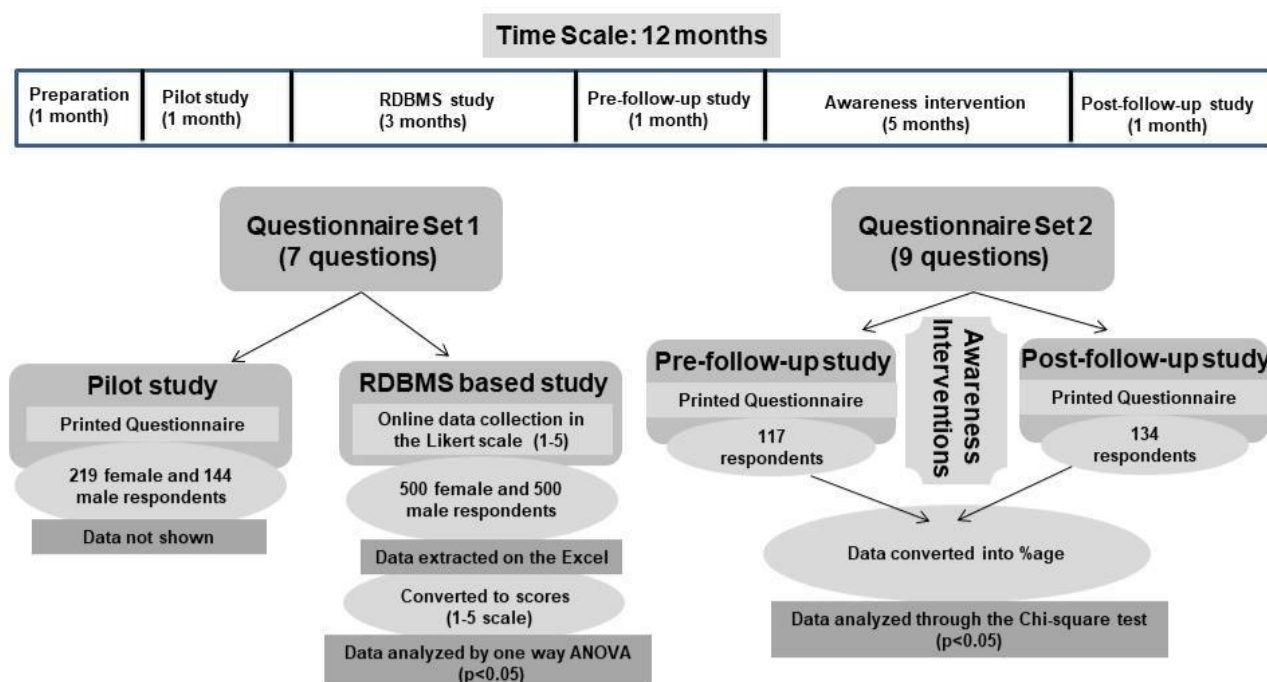 Time Scale: 12 months
Preparation
(1 month)
Pilot study
(1 month)
RDBMS study
(3 months)
Pre-follow-up study
(1 month)
Awareness intervention
(5 months)
Post-follow-up study
(1 month)
Questionnaire Set 1
(7 questions)
Questionnaire Set 2
(9 questions)
Pilot study
Printed Questionnaire
219 female and 144
male respondents
Data not shown
RDBMS based study
Online data collection in
the Likert scale (1-5)
500 female and 500
male respondents
Data extracted on the Excel
Converted to scores
(1-5 scale)
Data analyzed by one way ANOVA
(p<0.05)
Pre-follow-up study
Printed Questionnaire
117
respondents
Awareness
Interventions
Post-follow-up study
Printed Questionnaire
134
respondents
Data converted into %age
Data analyzed through the Chi-square test
(p<0.05)